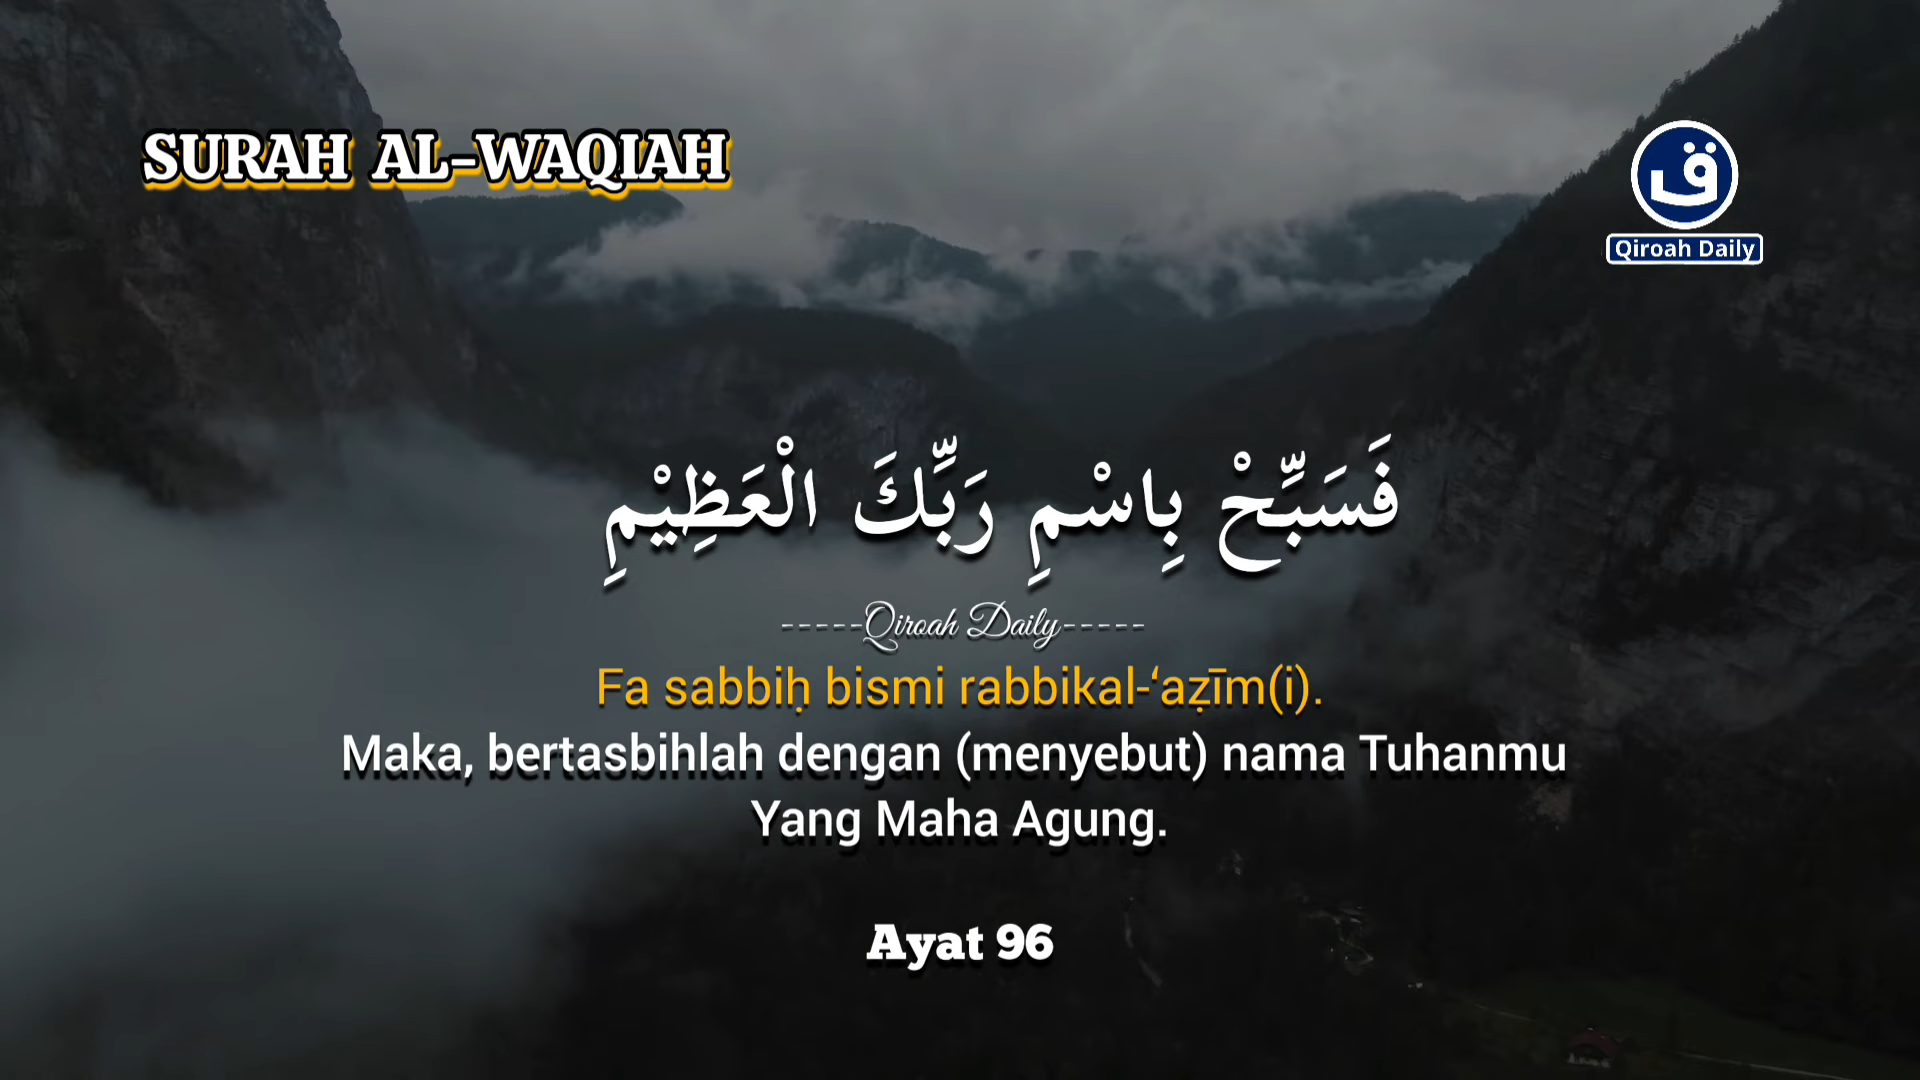 SURAH AL-WAQIAH
ق
Qiroah Daily
فَسَبِّحْ بِاسْمِ رَبِّكَ الْعَظِيْمِ
-----Qiroah Daily-----
Fa sabbiḥ bismi rabbikal-‘aẓīm(i).
Maka, bertasbihlah dengan (menyebut) nama Tuhanmu
Yang Maha Agung.
Ayat 96